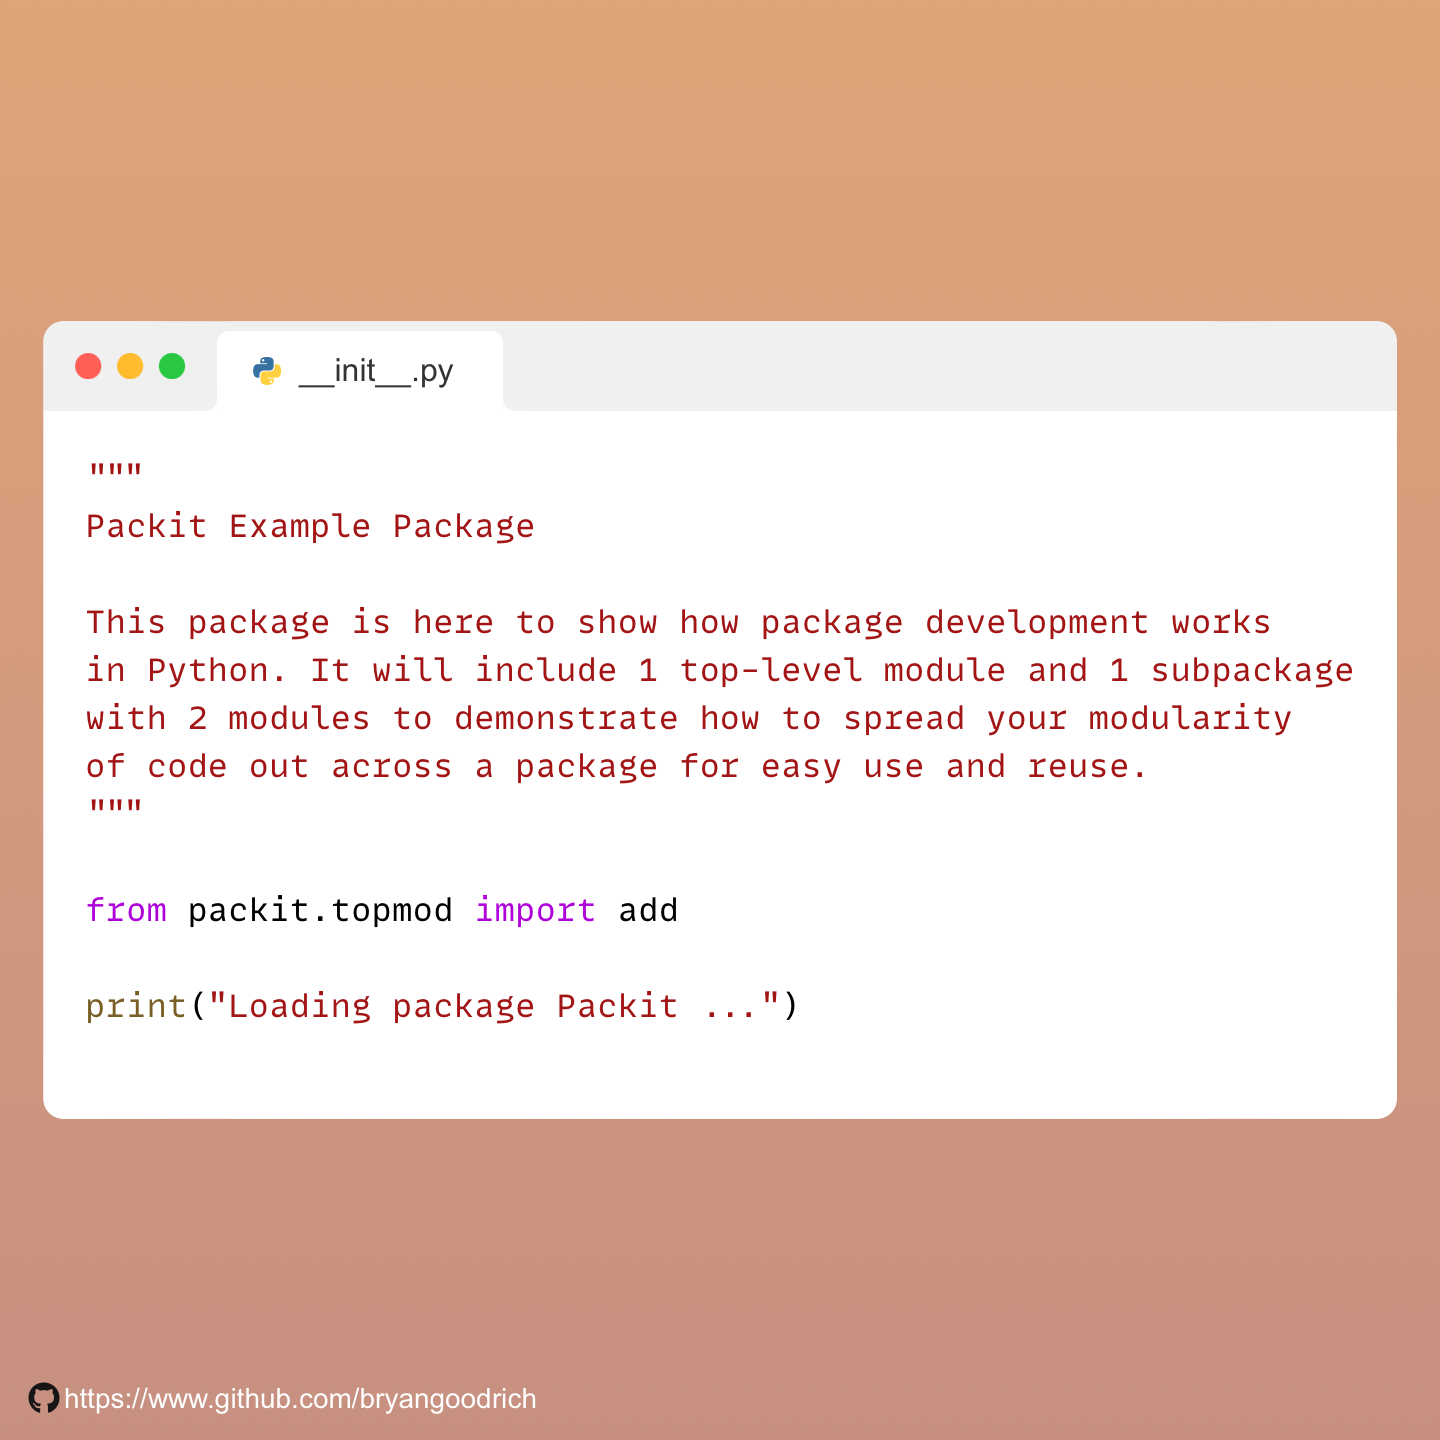 __init__.py
"""
Packit Example Package
This package is here to show how package development works
in Python. It will include 1 top-level module and 1 subpackage
with 2 modules to demonstrate how to spread your modularity
of code out across a package for easy use and reuse.
"""
from packit.topmod import add
print("Loading package Packit ...")
https://www.github.com/bryangoodrich